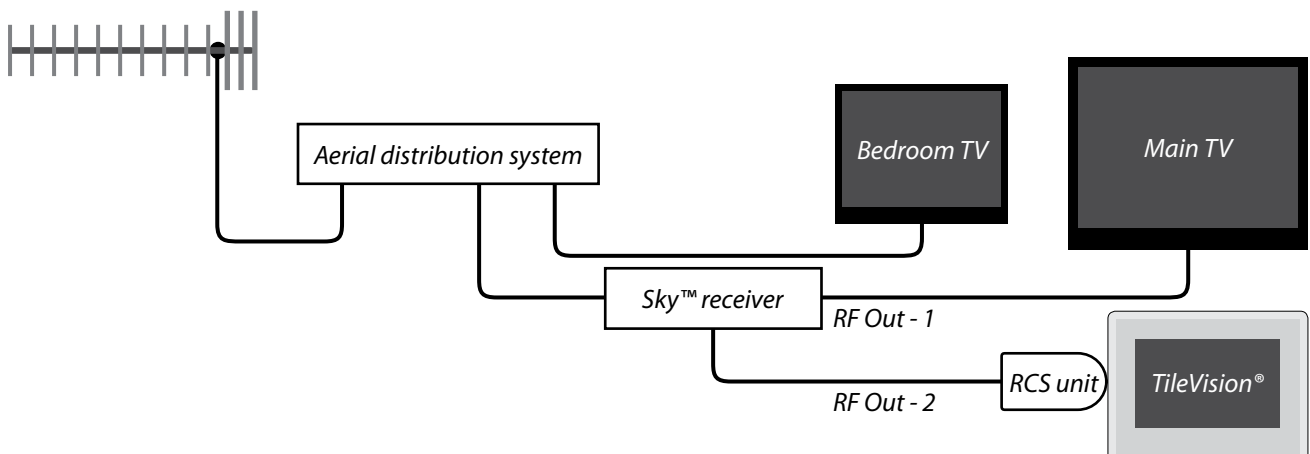 Aerial distribution system
Bedroom TV
Main TV
Sky™ receiver
RF Out - 1
RCS unit
TileVision®
RF Out - 2